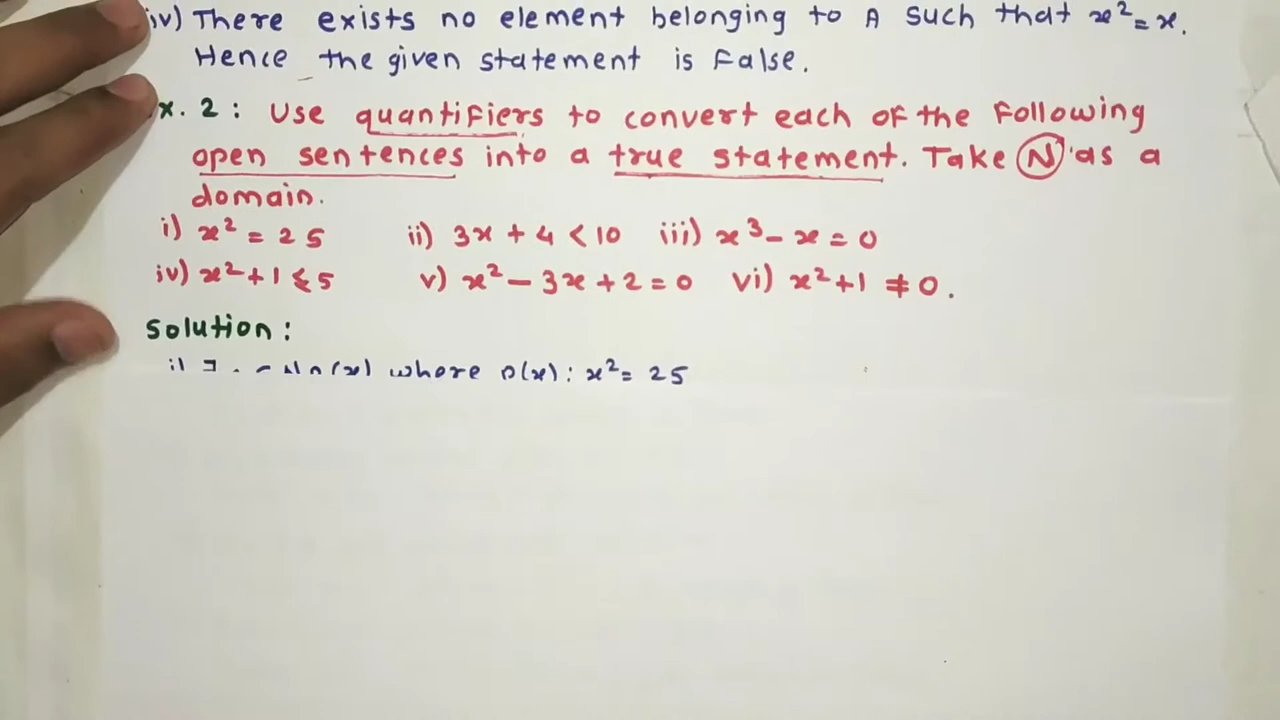 iv) There exists no element belonging to A such that x² = x.
Hence the given statement is False.
x. 2 : Use quantifiers to convert each of the following
open sentences into a true statement. Take N as a
domain.
i) x² = 25 ii) 3x + 4 < 10 iii) x³ - x = 0
iv) x² + 1 ≤ 5 v) x² - 3x + 2 = 0 vi) x² + 1 ≠ 0.
Solution :
where p(x) : x² = 25